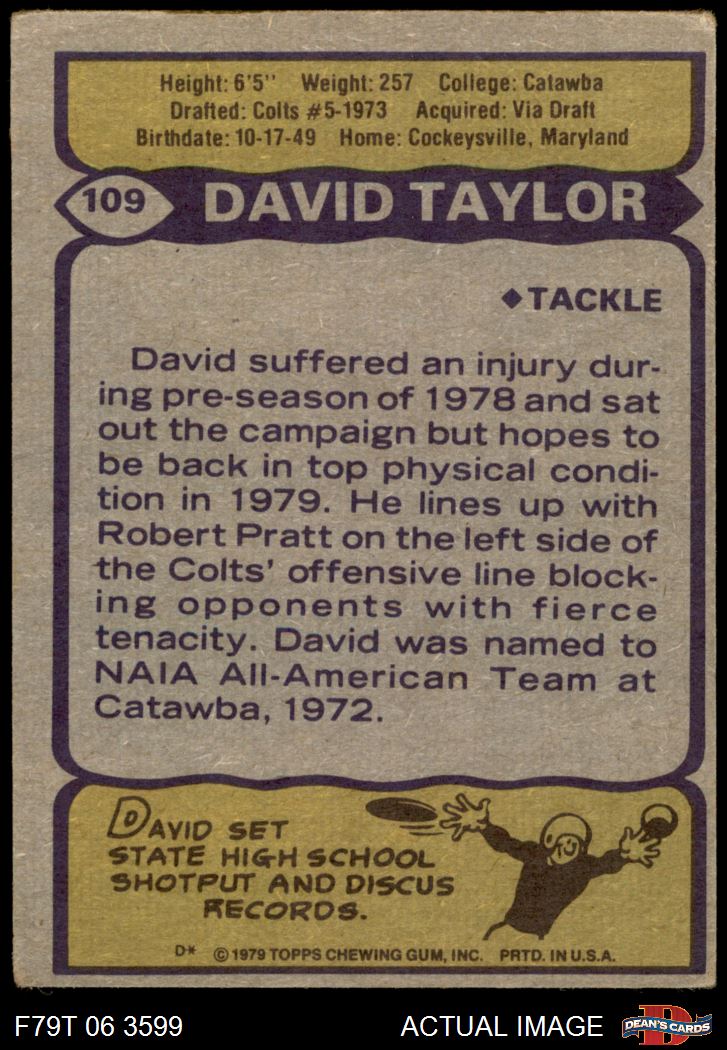 Height: 6'5" Weight: 257 College: Catawba
Drafted: Colts #5-1973 Acquired: Via Draft
Birthdate: 10-17-49 Home: Cockeysville, Maryland
109 DAVID TAYLOR
◆TACKLE
David suffered an injury dur-
ing pre-season of 1978 and sat
out the campaign but hopes to
be back in top physical condi-
tion in 1979. He lines up with
Robert Pratt on the left side of
the Colts' offensive line block-
ing opponents with fierce
tenacity. David was named to
NAIA All-American Team at
Catawba, 1972.
DAVID SET
STATE HIGH SCHOOL
SHOTPUT AND DISCUS
RECORDS.
D* ©1979 TOPPS CHEWING GUM, INC. PRTD. IN U.S.A.
F79T 06 3599 ACTUAL IMAGE D DEAN'S CARDS